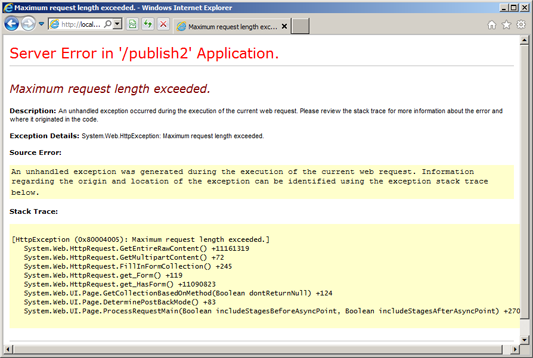 Maximum request length exceeded. - Windows Internet Explorer
http://local...
Maximum request length exc...
Server Error in '/publish2' Application.
Maximum request length exceeded.
Description: An unhandled exception occurred during the execution of the current web request. Please review the stack trace for more information about the error and
where it originated in the code.
Exception Details: System.Web.HttpException: Maximum request length exceeded.
Source Error:
An unhandled exception was generated during the execution of the current web request. Information
regarding the origin and location of the exception can be identified using the exception stack trace
below.
Stack Trace:
[HttpException (0x80004005): Maximum request length exceeded.]
System.Web.HttpRequest.GetEntireRawContent() +11161319
System.Web.HttpRequest.GetMultipartContent() +72
System.Web.HttpRequest.FillInFormCollection() +245
System.Web.HttpRequest.get_Form() +119
System.Web.HttpRequest.get_HasForm() +11090823
System.Web.UI.Page.GetCollectionBasedOnMethod(Boolean dontReturnNull) +124
System.Web.UI.Page.DeterminePostBackMode() +83
System.Web.UI.Page.ProcessRequestMain(Boolean includeStagesBeforeAsyncPoint, Boolean includeStagesAfterAsyncPoint) +270